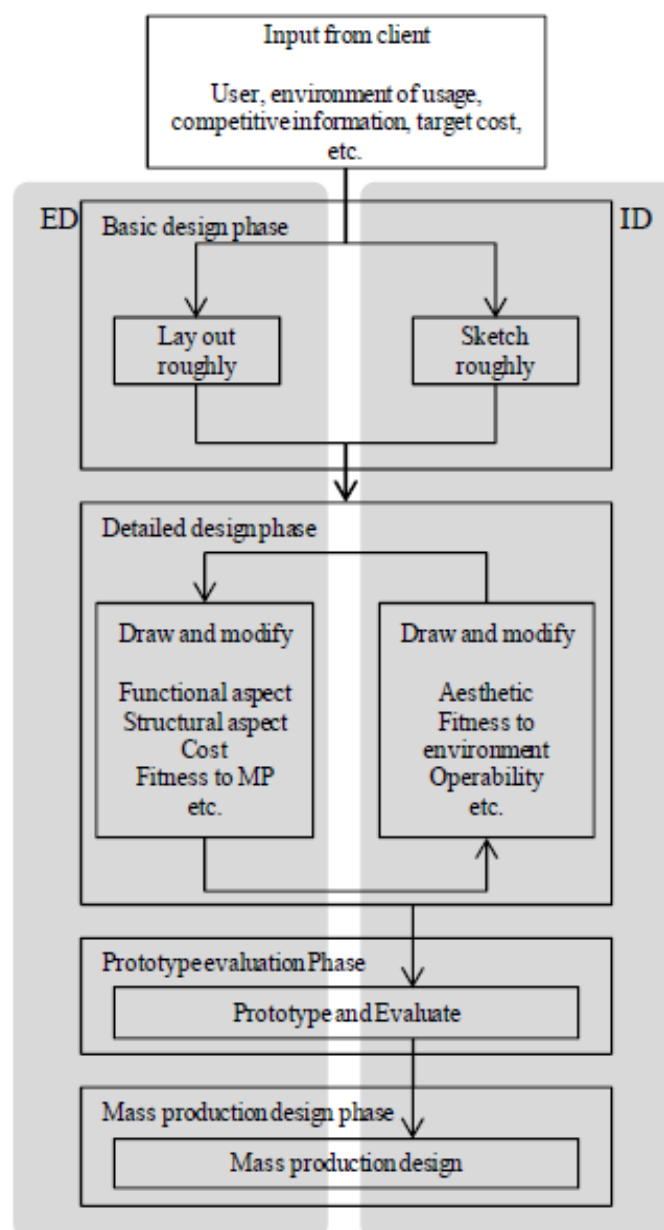 Input from client
User, environment of usage,
competitive information, target cost,
etc.
ED
ID
Basic design phase
Lay out
roughly
Sketch
roughly
Detailed design phase
Draw and modify
Functional aspect
Structural aspect
Cost
Fitness to MP
etc.
Draw and modify
Aesthetic
Fitness to
environment
Operability
etc.
Prototype evaluation Phase
Prototype and Evaluate
Mass production design phase
Mass production design